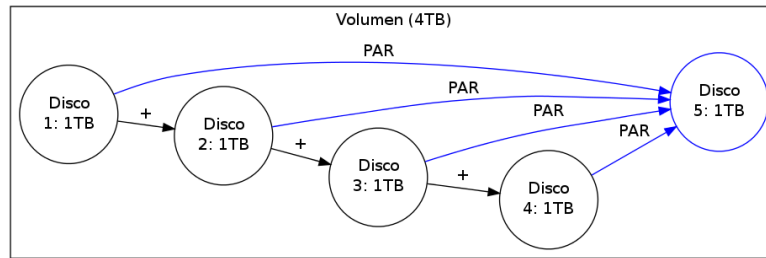 Volumen (4TB)
PAR
Disco
1: 1TB
+
PAR
Disco
2: 1TB
+
PAR
Disco
3: 1TB
+
PAR
Disco
4: 1TB
Disco
5: 1TB